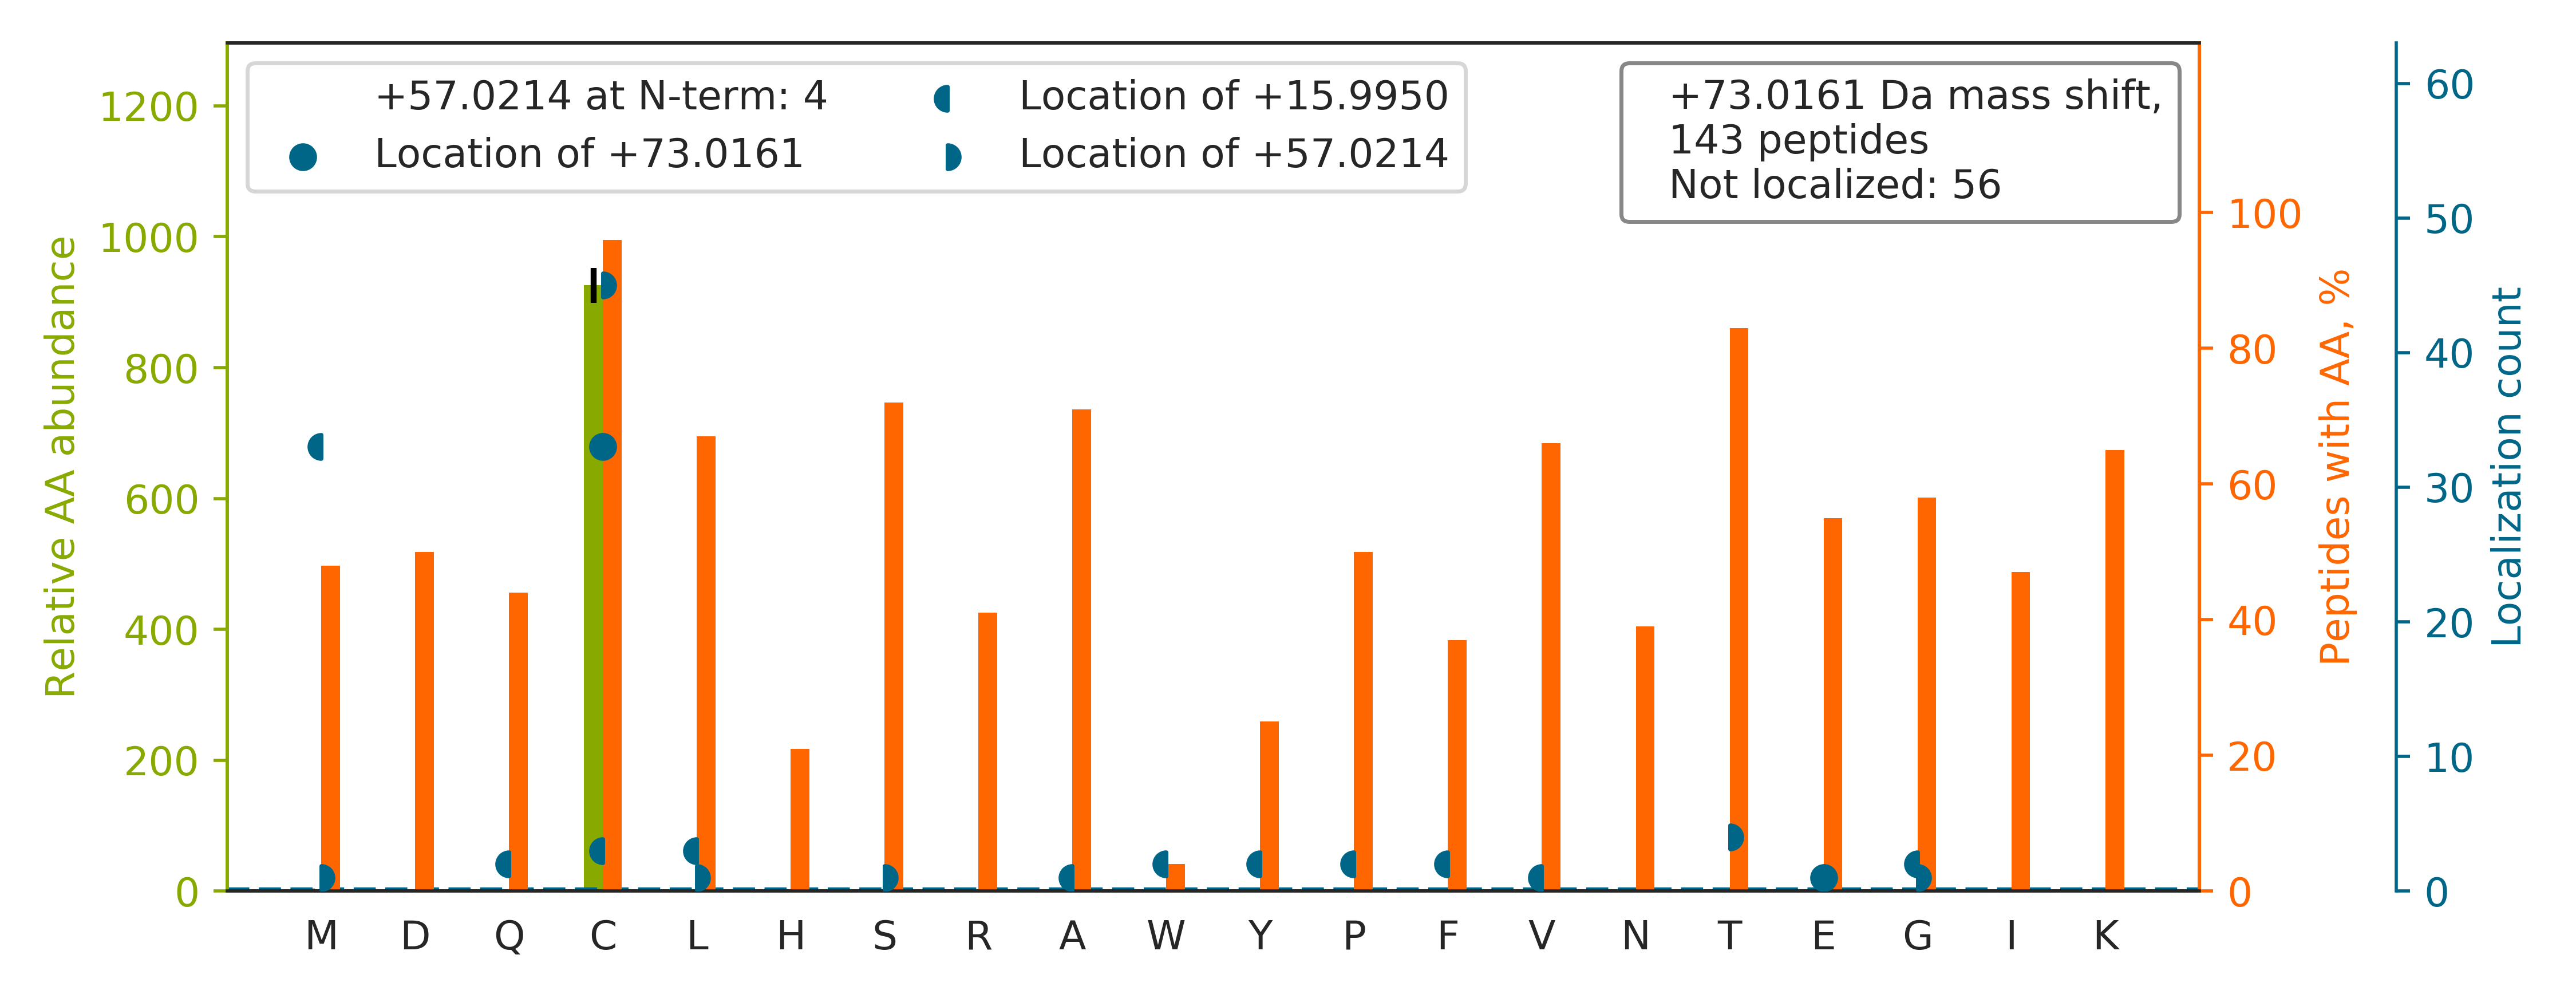 +57.0214 at N-term: 4
Location of +73.0161
Location of +15.9950
Location of +57.0214
+73.0161 Da mass shift,
143 peptides
Not localized: 56
Relative AA abundance
1200
1000
800
600
400
200
0
M D Q C L H S R A W Y P F V N T E G I K
100
80
60
40
20
0
Peptides with AA, %
60
50
40
30
20
10
0
Localization count